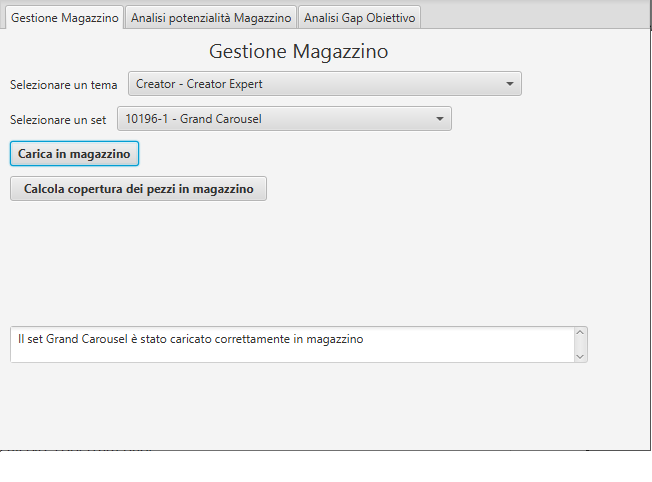 Gestione Magazzino
Analisi potenzialità Magazzino
Analisi Gap Obiettivo
Gestione Magazzino
Selezionare un tema
Creator - Creator Expert
Selezionare un set
10196-1 - Grand Carousel
Carica in magazzino
Calcola copertura dei pezzi in magazzino
Il set Grand Carousel è stato caricato correttamente in magazzino